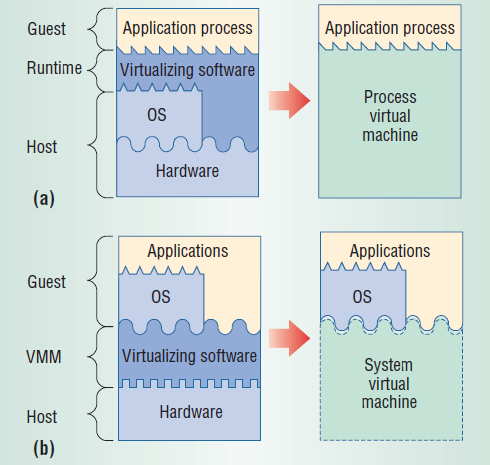 Guest
Application process
Application process
Runtime
Virtualizing software
OS
Process
virtual
machine
Host
Hardware
(a)
Applications
Applications
Guest
OS
OS
VMM
Virtualizing software
System
virtual
machine
Host
Hardware
(b)